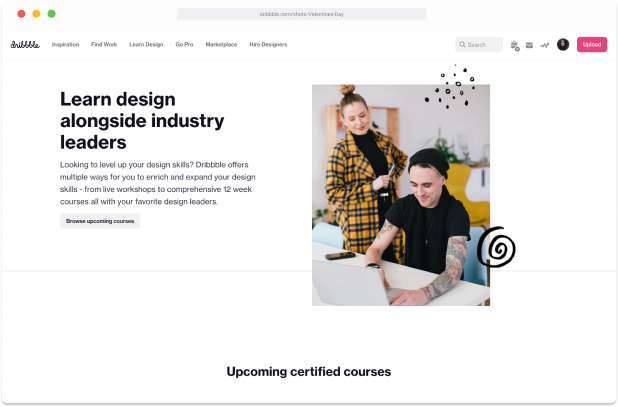 dribbble.com/shots/Valentines-Day
dribbble Inspiration Find Work Learn Design Go Pro Marketplace Hire Designers Search Upload
Learn design
alongside industry
leaders
Looking to level up your design skills? Dribbble offers
multiple ways for you to enrich and expand your design
skills - from live workshops to comprehensive 12 week
courses all with your favorite design leaders.
Browse upcoming courses
Upcoming certified courses